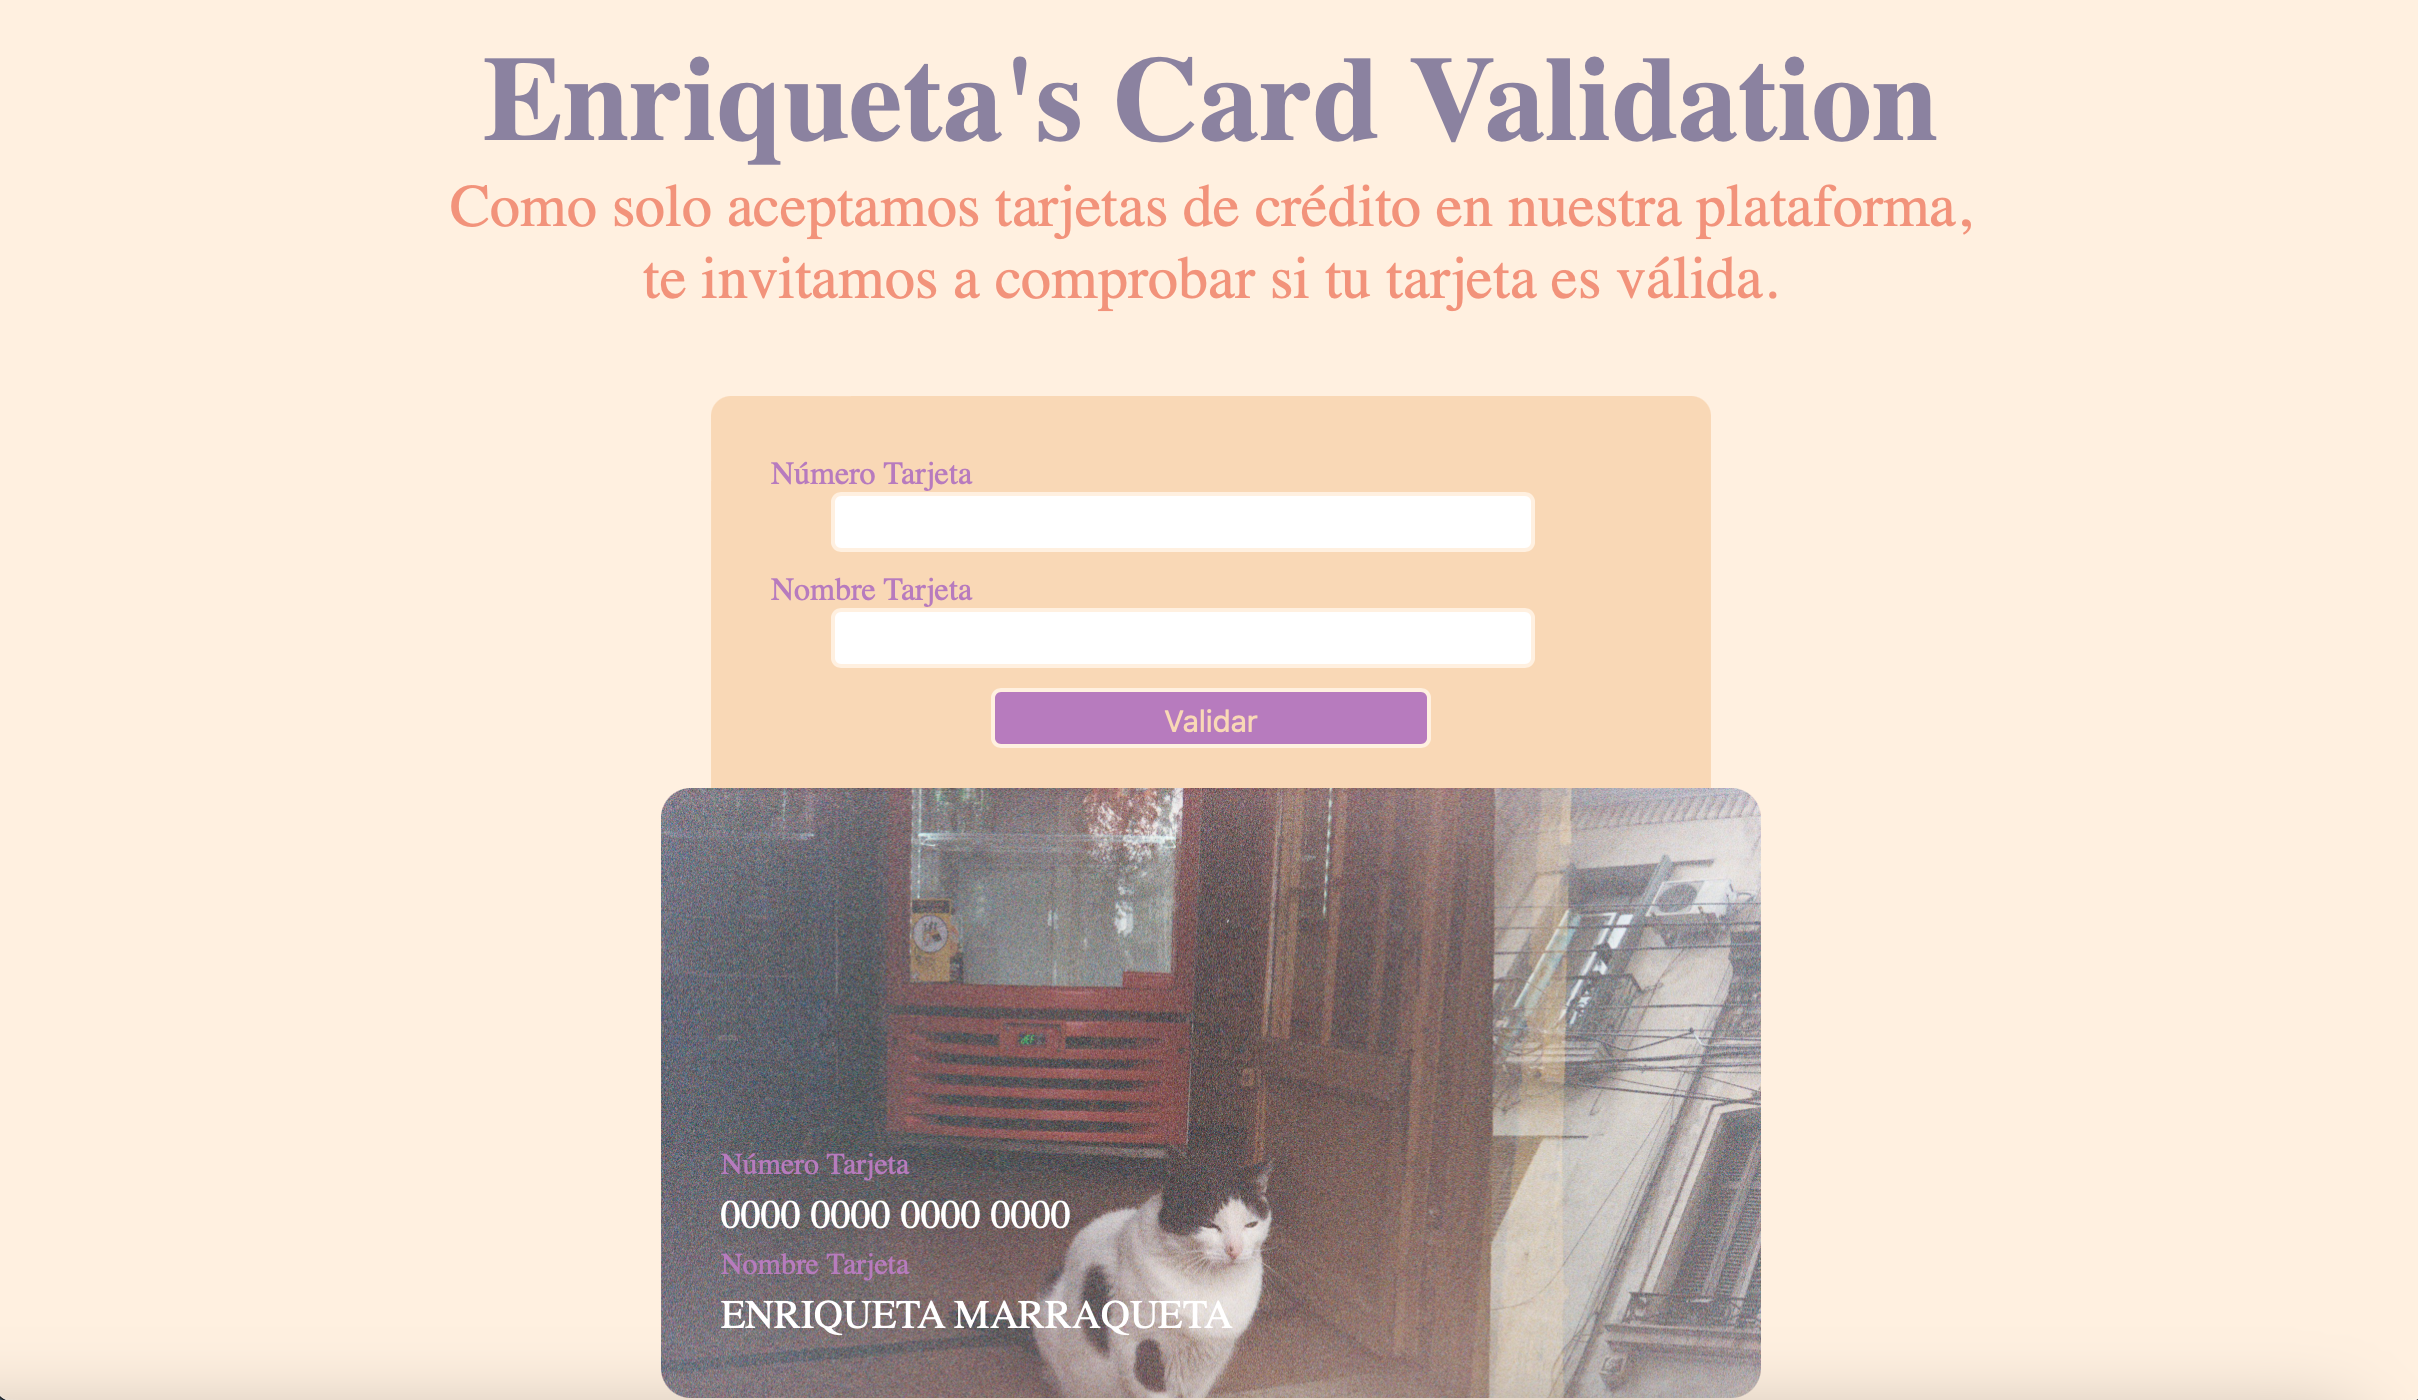 Enriqueta's Card Validation
Como solo aceptamos tarjetas de crédito en nuestra plataforma,
te invitamos a comprobar si tu tarjeta es válida.
Número Tarjeta
Nombre Tarjeta
Validar
Número Tarjeta
0000 0000 0000 0000
Nombre Tarjeta
ENRIQUETA MARRAQUETA